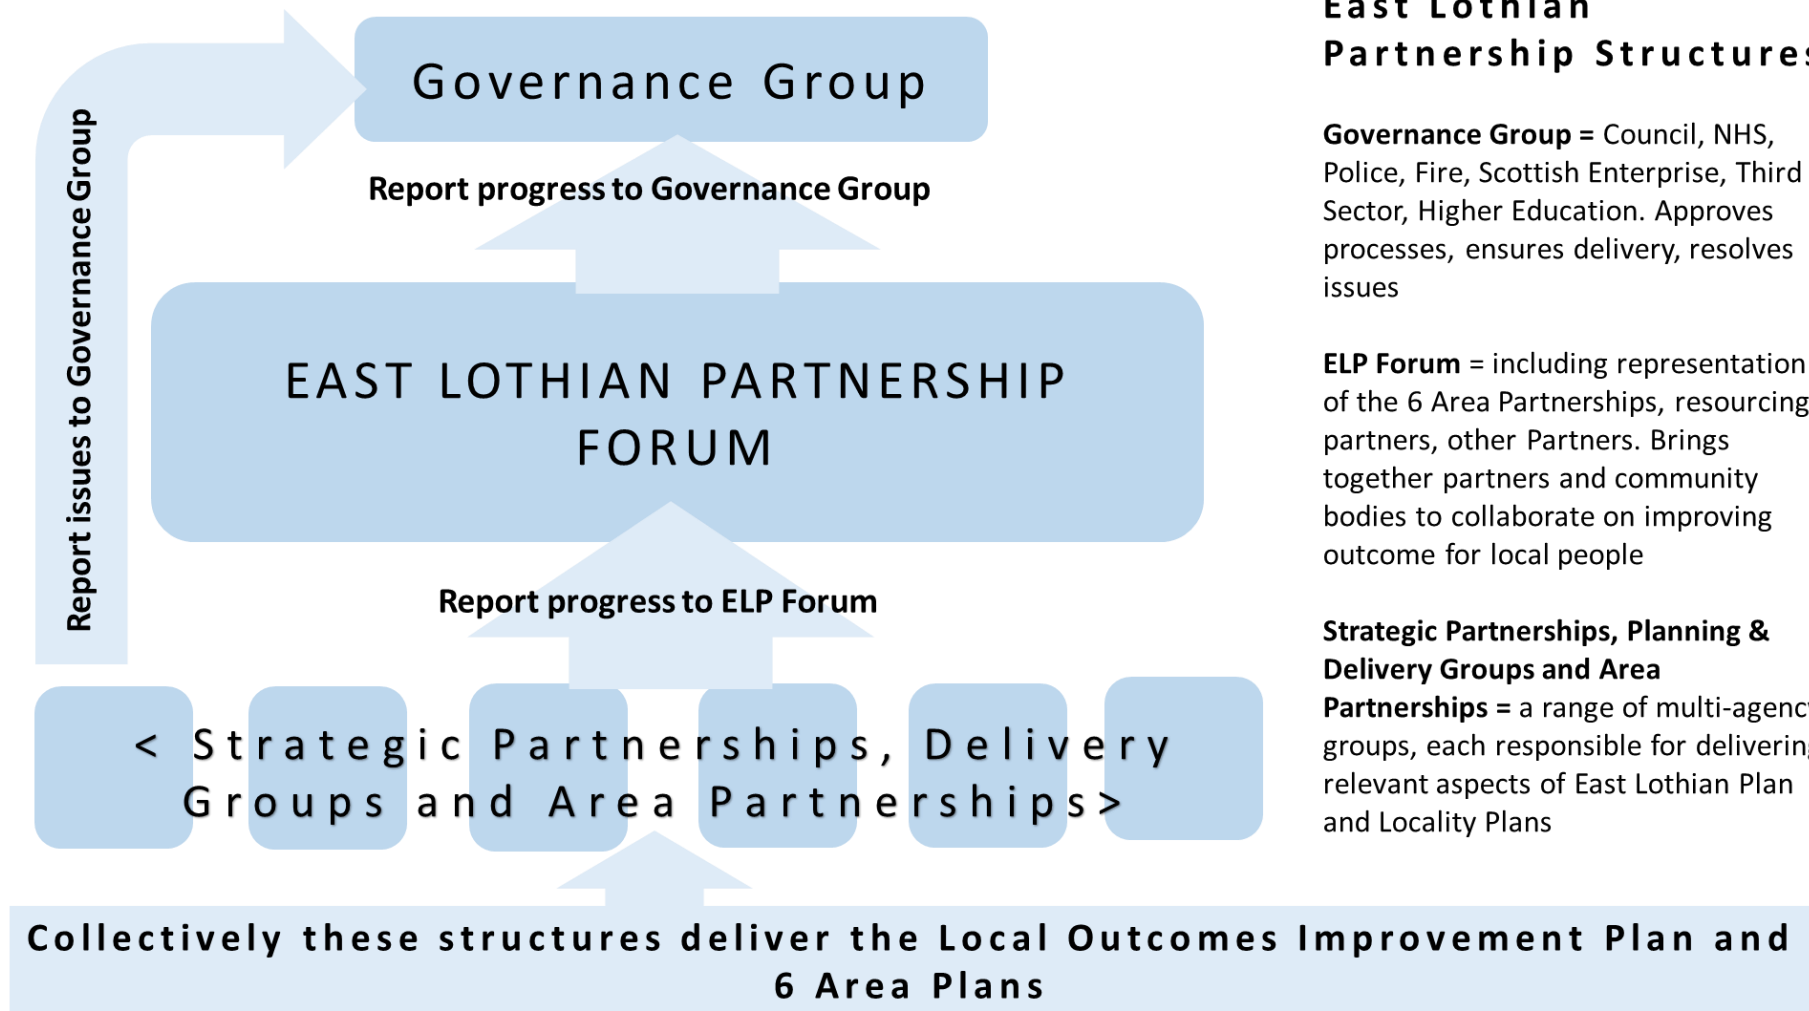 Governance Group
Report progress to Governance Group
Report issues to Governance Group
EAST LOTHIAN PARTNERSHIP
FORUM
Report progress to ELP Forum
< Strategic Partnerships, Delivery
Groups and Area Partnerships>
Collectively these structures deliver the Local Outcomes Improvement Plan and
6 Area Plans
East Lothian
Partnership Structures
Governance Group = Council, NHS,
Police, Fire, Scottish Enterprise, Third
Sector, Higher Education. Approves
processes, ensures delivery, resolves
issues
ELP Forum = including representation
of the 6 Area Partnerships, resourcing
partners, other Partners. Brings
together partners and community
bodies to collaborate on improving
outcome for local people
Strategic Partnerships, Planning &
Delivery Groups and Area
Partnerships = a range of multi-agency
groups, each responsible for delivering
relevant aspects of East Lothian Plan
and Locality Plans